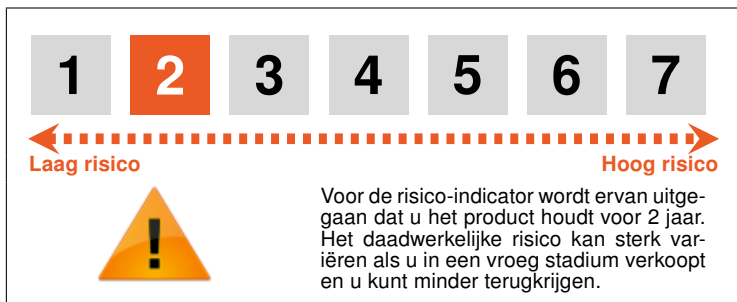 1 2 3 4 5 6 7
Laag risico Hoog risico
!
Voor de risico-indicator wordt ervan uitge-
gaan dat u het product houdt voor 2 jaar.
Het daadwerkelijke risico kan sterk var-
iëren als u in een vroeg stadium verkoopt
en u kunt minder terugkrijgen.